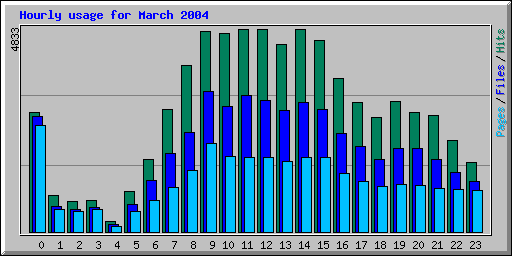 Hourly usage for March 2004
4833
Pages/Files/Hits
0 1 2 3 4 5 6 7 8 9 10 11 12 13 14 15 16 17 18 19 20 21 22 23